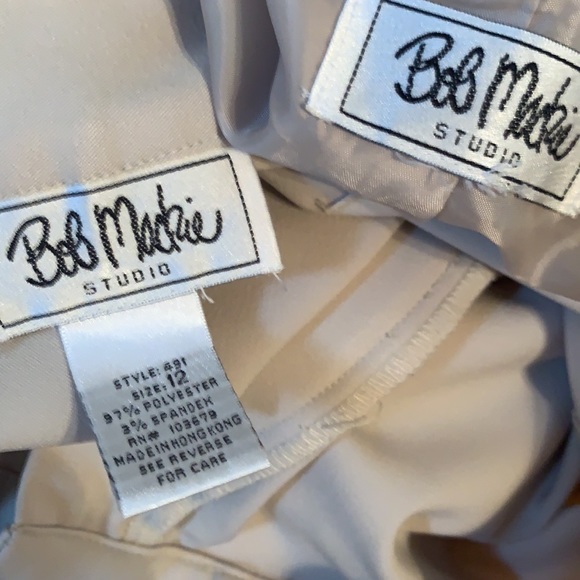 Bob Mackie
STUDIO
Bob Mackie
STUDIO
STYLE: 491
SIZE: 12
97% POLYESTER
3% SPANDEX
RN# 103679
MADE IN HONG KONG
SEE REVERSE
FOR CARE